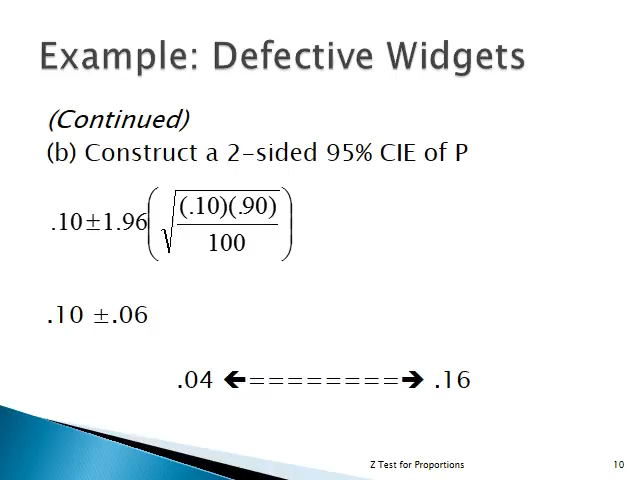 Example: Defective Widgets
(Continued)
(b) Construct a 2-sided 95% CIE of P
.10±1.96(√((.10)(.90)/100))
.10 ±.06
.04 🡸========🡺 .16
Z Test for Proportions 10